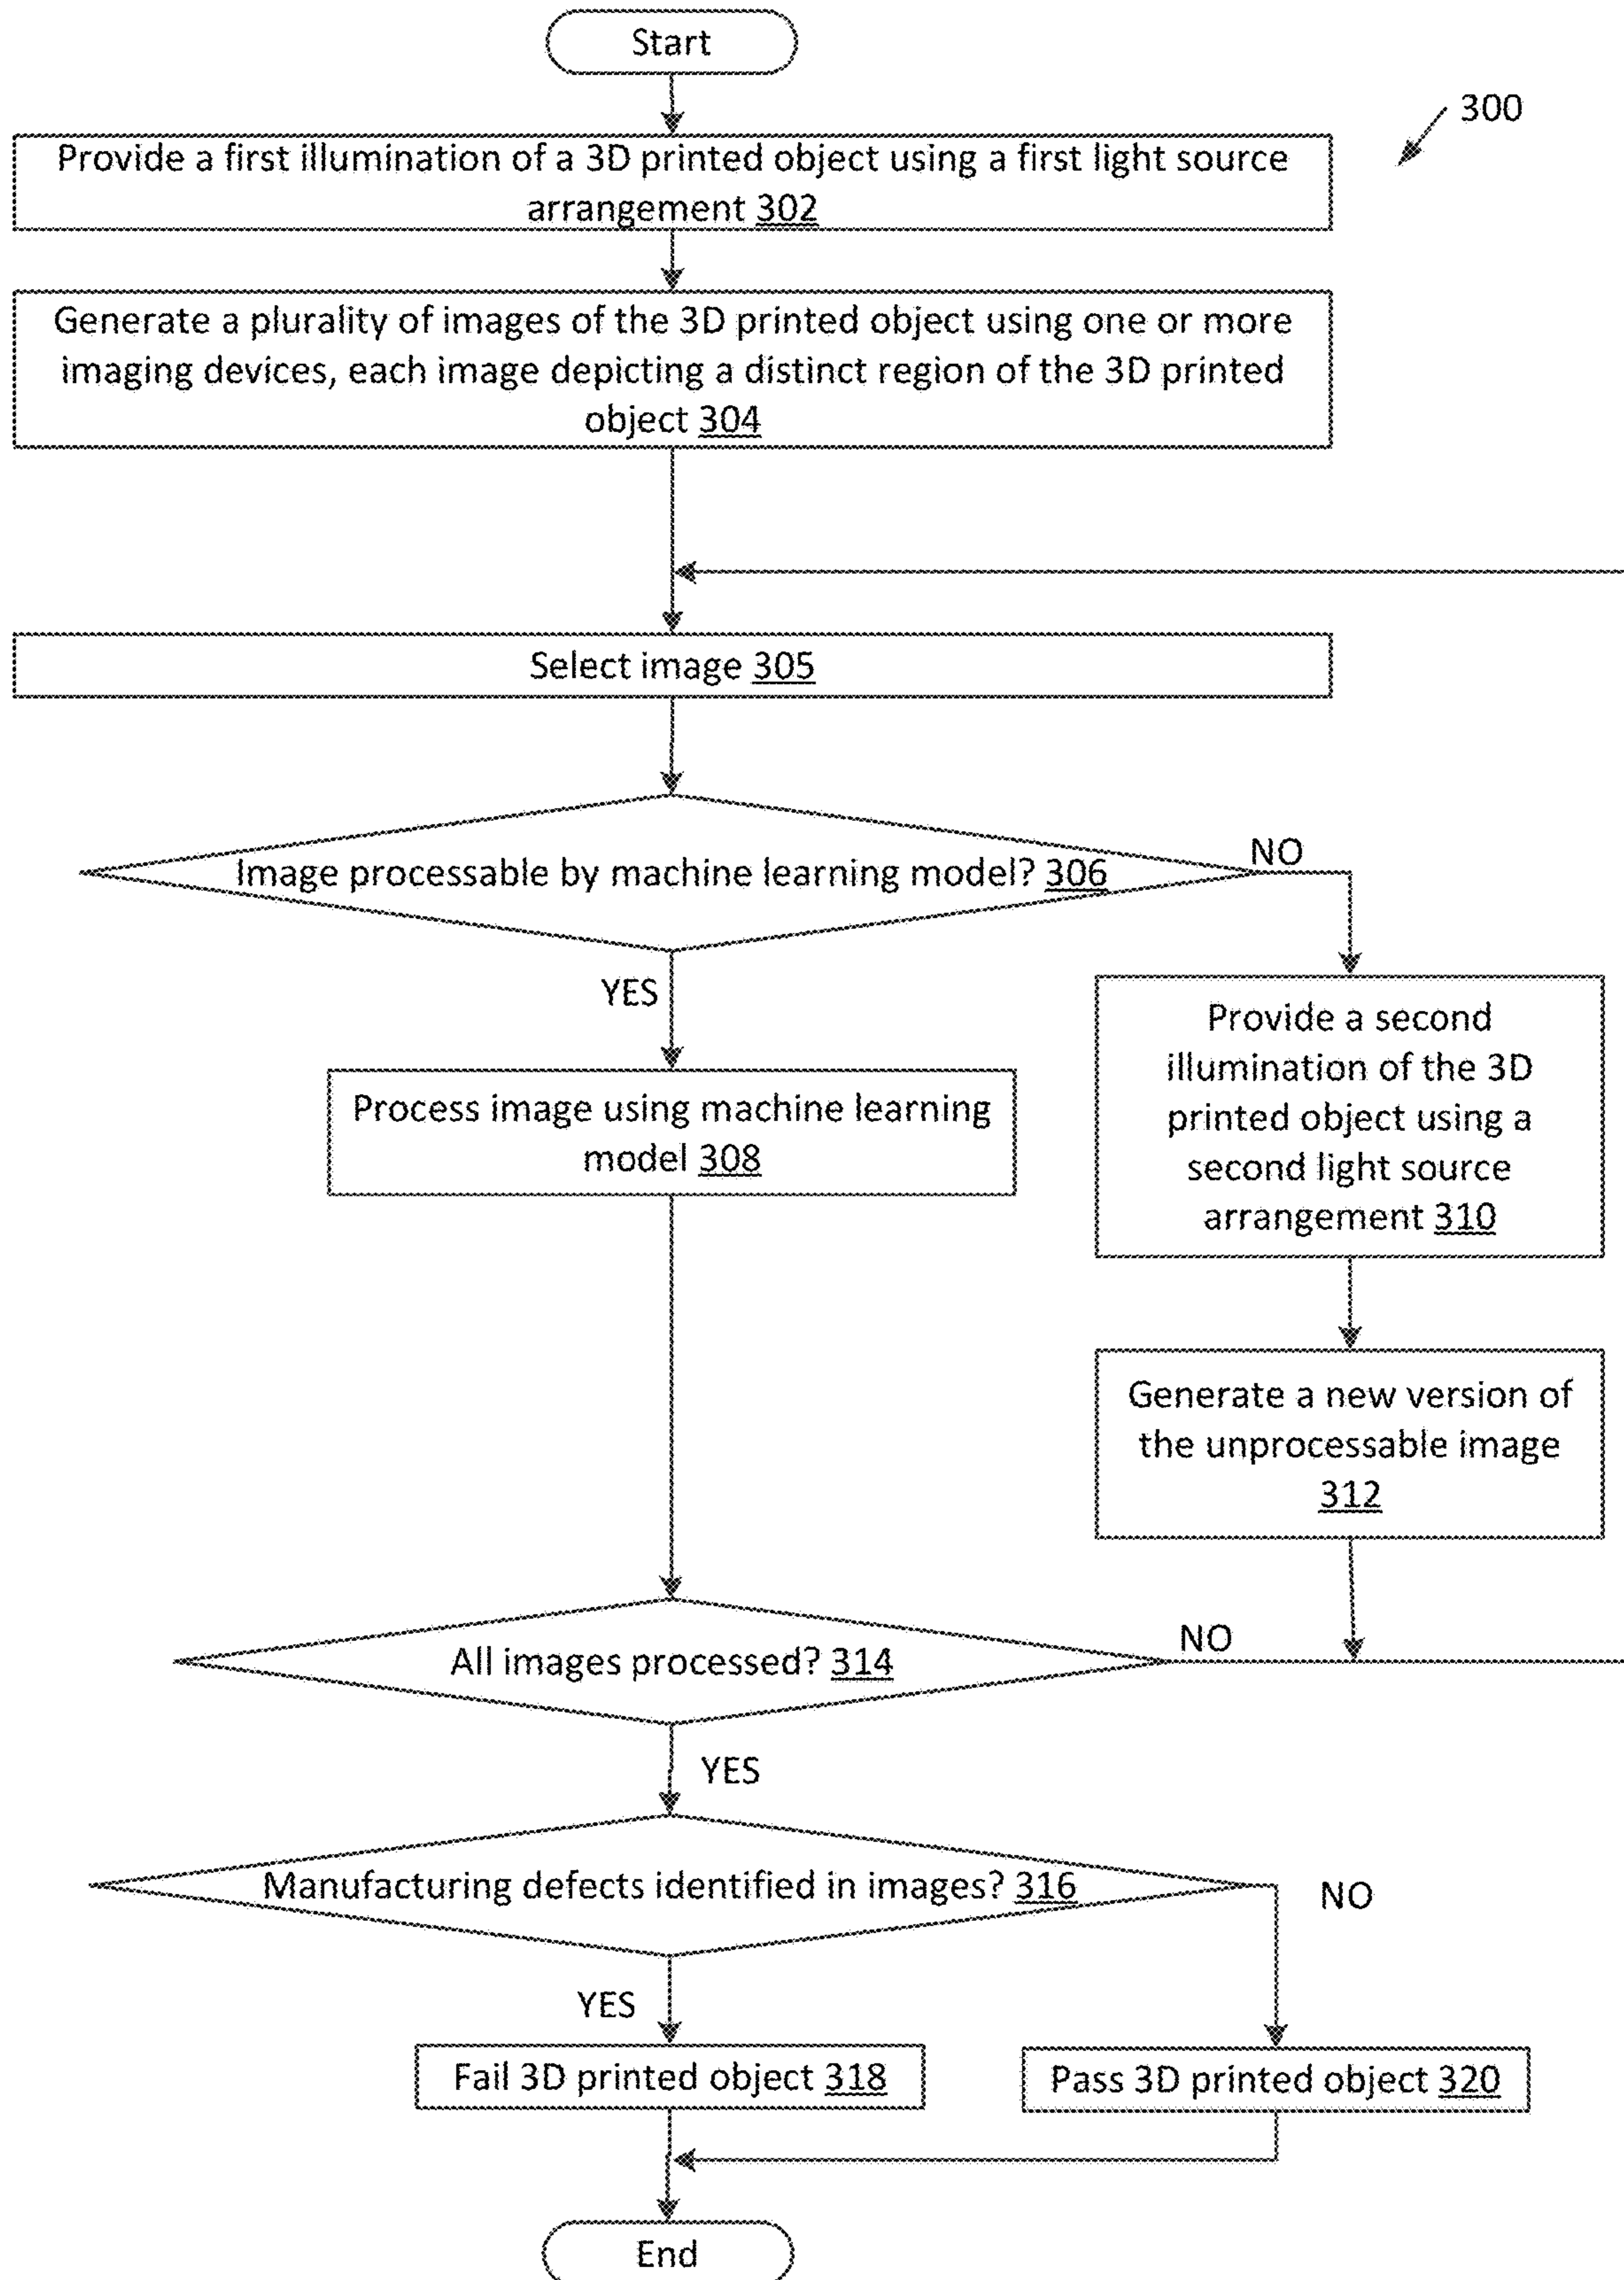 Start
300
Provide a first illumination of a 3D printed object using a first light source
arrangement 302
Generate a plurality of images of the 3D printed object using one or more
imaging devices, each image depicting a distinct region of the 3D printed
object 304
Select image 305
Image processable by machine learning model? 306
NO
YES
Process image using machine learning
model 308
Provide a second
illumination of the 3D
printed object using a
second light source
arrangement 310
Generate a new version of
the unprocessable image
312
All images processed? 314
NO
YES
Manufacturing defects identified in images? 316
NO
YES
Fail 3D printed object 318
Pass 3D printed object 320
End